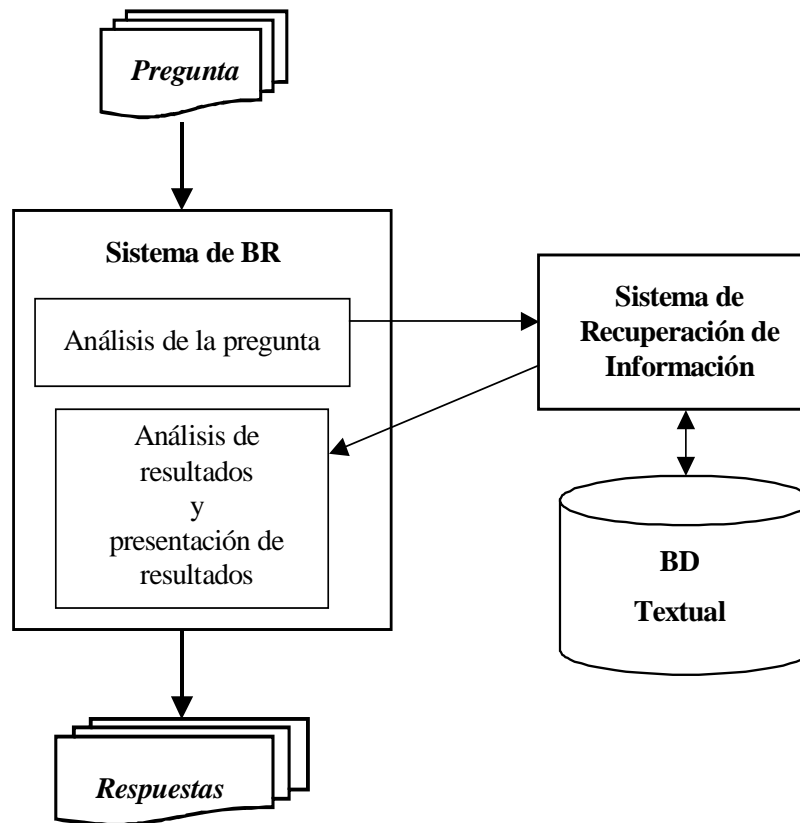 Pregunta
Sistema de BR
Análisis de la pregunta
Análisis de
resultados
y
presentación de
resultados
Sistema de
Recuperación de
Información
BD
Textual
Respuestas